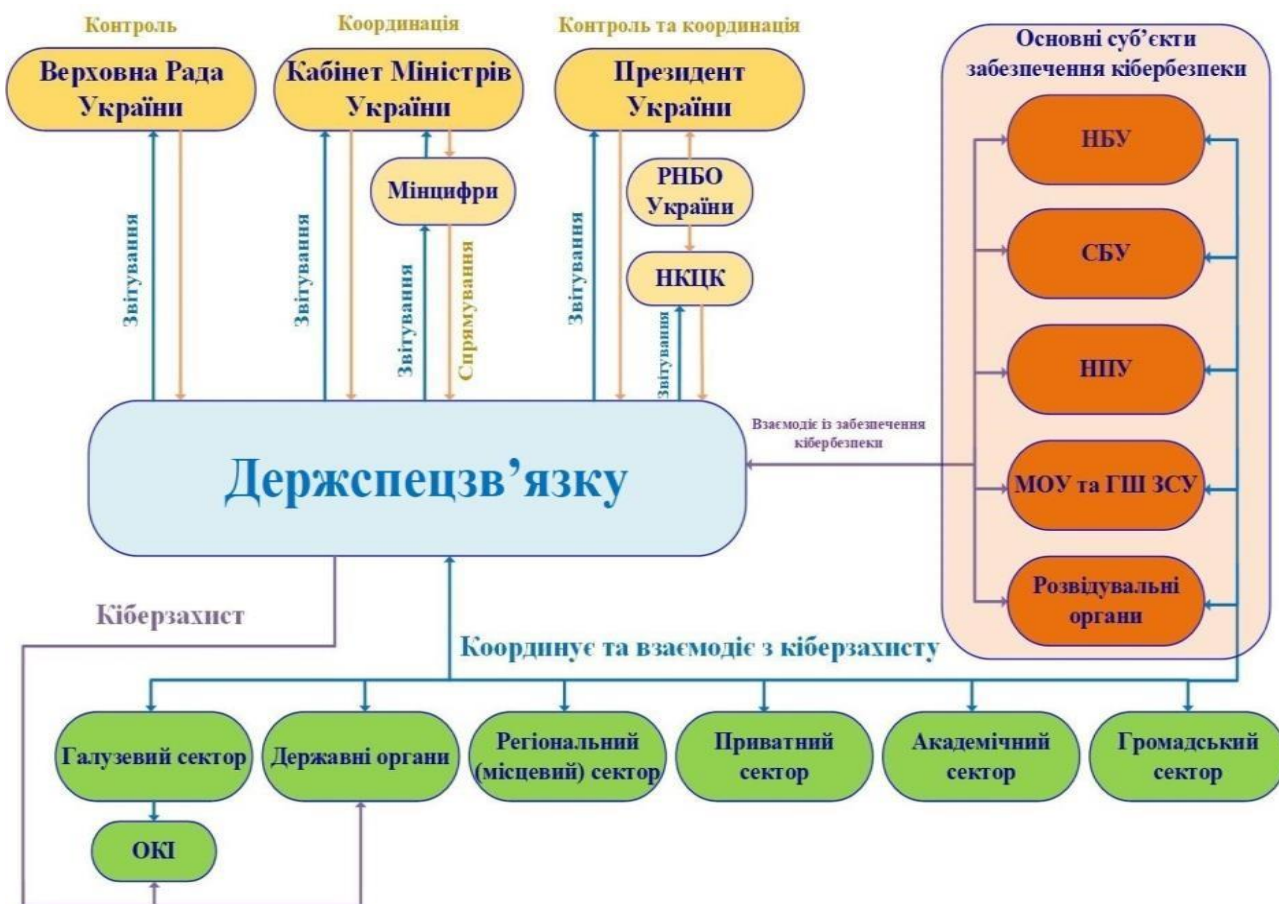 Контроль
Координація
Контроль та координація
Верховна Рада
України
Кабінет Міністрів
України
Президент
України
Мінцифри
РНБО
України
НКЦК
Звітування
Звітування
Звітування
Спрямування
Звітування
Звітування
Основні суб’єкти
забезпечення кібербезпеки
НБУ
СБУ
НПУ
МОУ та ГШ ЗСУ
Розвідувальні
органи
Взаємодіє із забезпечення
кібербезпеки
Держспецзв’язку
Кіберзахист
Координує та взаємодіє з кіберзахисту
Галузевий сектор
Державні органи
Регіональний
(місцевий) сектор
Приватний
сектор
Академічний
сектор
Громадський
сектор
ОКІ